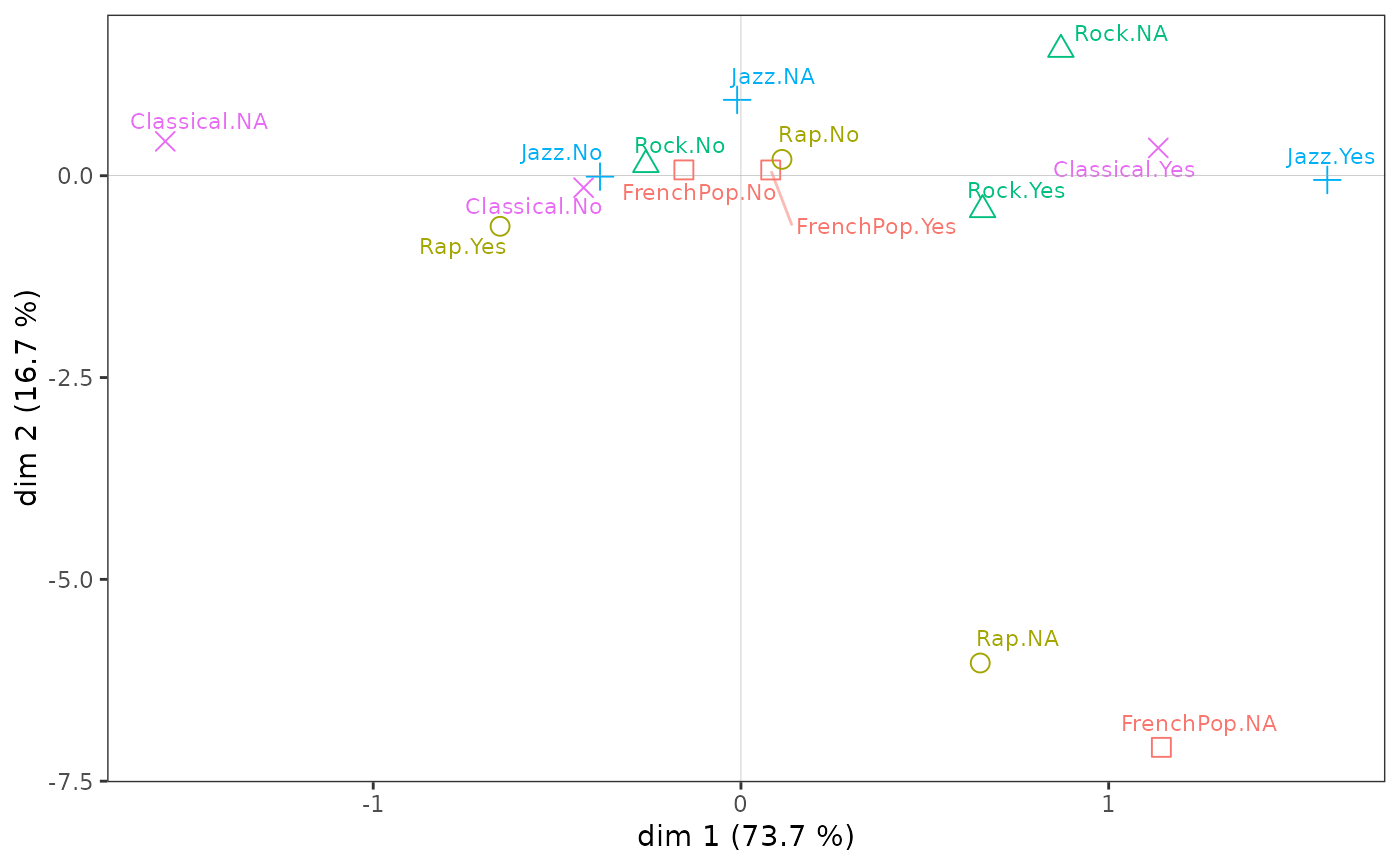 Rock.NA
Jazz.NA
Classical.NA
Rap.No
Rock.No
Jazz.No
Jazz.Yes
Classical.Yes
0.0
Rock.Yes
FrenchPop.No
Classical.No
FrenchPop.Yes
Rap.Yes
-2.5
dim 2 (16.7 %)
-5.0
Rap.NA
FrenchPop.NA
-7.5
-1
0
1
dim 1 (73.7 %)